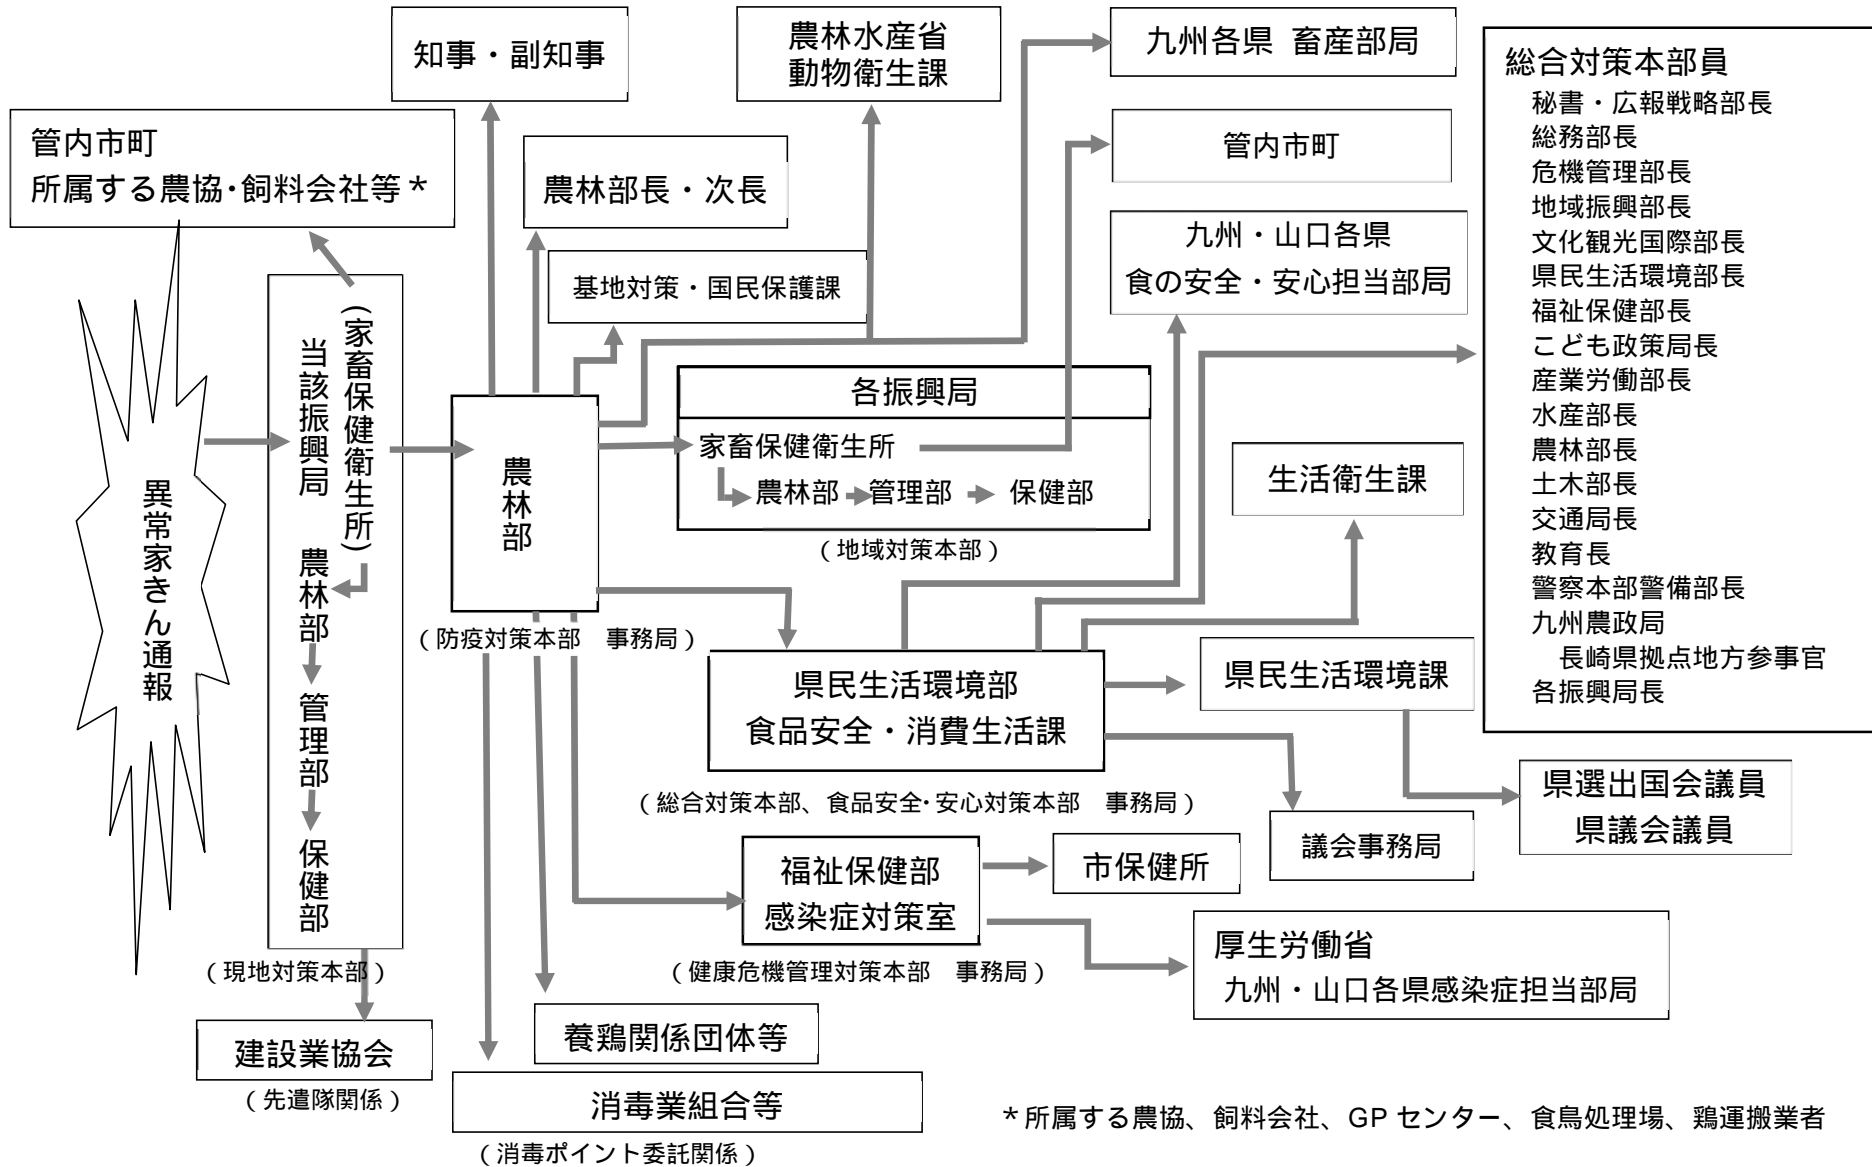 知事・副知事
農林水産省
動物衛生課
九州各県 畜産部局
総合対策本部員
秘書・広報戦略部長
総務部長
危機管理部長
地域振興部長
文化観光国際部長
県民生活環境部長
福祉保健部長
こども政策局長
産業労働部長
水産部長
農林部長
土木部長
交通局長
教育長
警察本部警備部長
九州農政局
長崎県拠点地方参事官
各振興局長
管内市町
所属する農協・飼料会社等*
農林部長・次長
管内市町
基地対策・国民保護課
九州・山口各県
食の安全・安心担当部局
異常家きん通報
(家畜保健衛生所)
当該振興局 農林部
管理部
保健部
(現地対策本部)
農林部
(防疫対策本部 事務局)
各振興局
家畜保健衛生所
農林部 管理部 保健部
(地域対策本部)
生活衛生課
県民生活環境部
食品安全・消費生活課
(総合対策本部、食品安全・安心対策本部 事務局)
県民生活環境課
県選出国会議員
県議会議員
議会事務局
福祉保健部
感染症対策室
(健康危機管理対策本部 事務局)
市保健所
厚生労働省
九州・山口各県感染症担当部局
建設業協会
(先遣隊関係)
養鶏関係団体等
消毒業組合等
(消毒ポイント委託関係)
*所属する農協、飼料会社、GP センター、食鳥処理場、鶏運搬業者